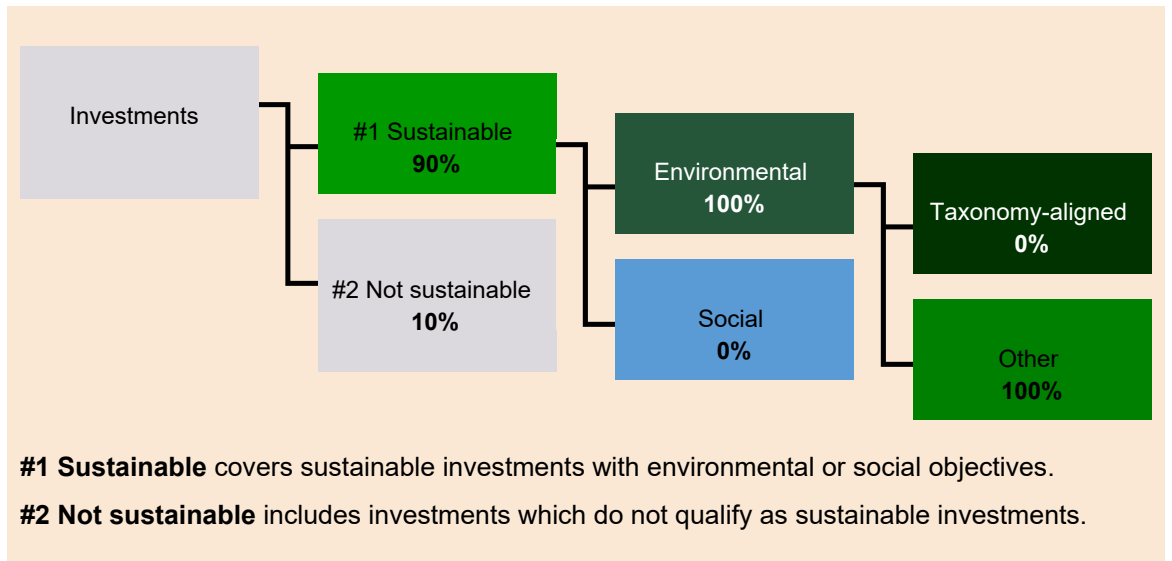 Investments
#1 Sustainable
90%
#2 Not sustainable
10%
Environmental
100%
Social
0%
Taxonomy-aligned
0%
Other
100%
#1 Sustainable covers sustainable investments with environmental or social objectives.
#2 Not sustainable includes investments which do not qualify as sustainable investments.